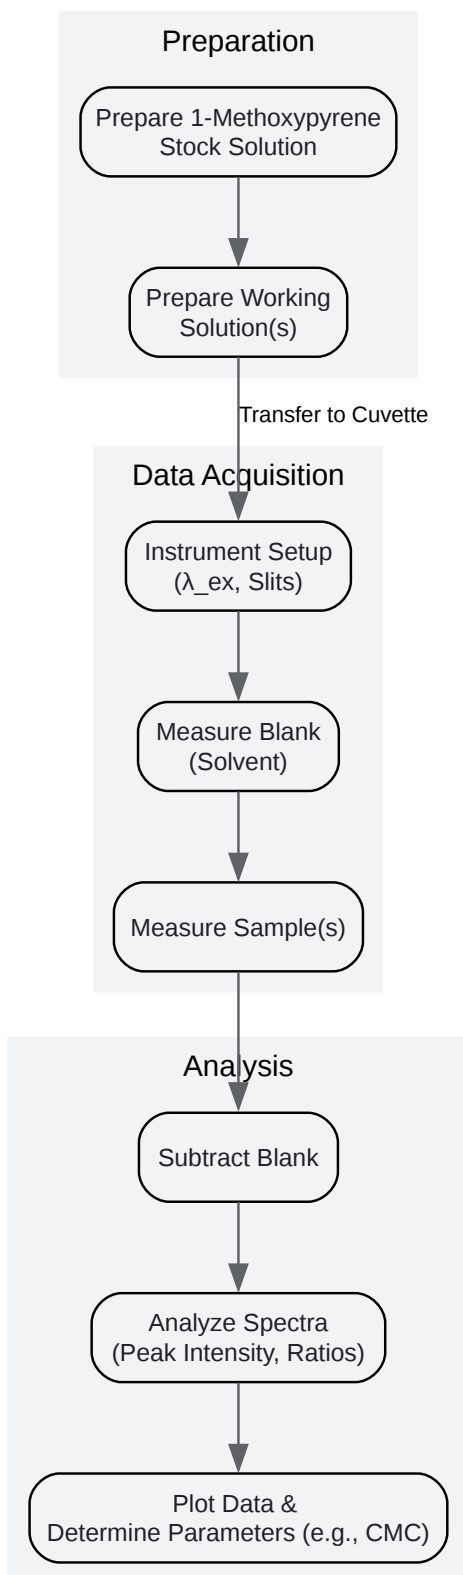 Preparation
Prepare 1-Methoxypyrene
Stock Solution
Prepare Working
Solution(s)
Transfer to Cuvette
Data Acquisition
Instrument Setup
(λ_ex, Slits)
Measure Blank
(Solvent)
Measure Sample(s)
Analysis
Subtract Blank
Analyze Spectra
(Peak Intensity, Ratios)
Plot Data &
Determine Parameters (e.g., CMC)